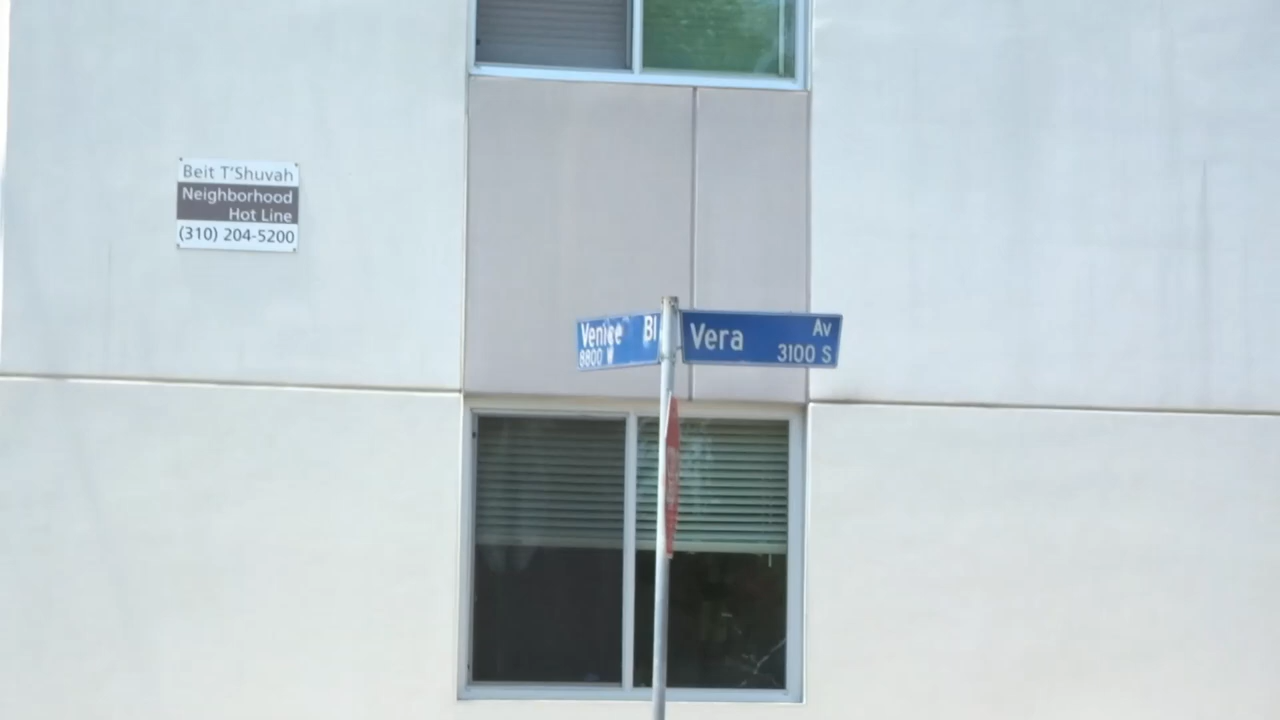 Beit T'Shuvah
Neighborhood
Hot Line
(310) 204-5200
Venice Bl
8800 W
Vera Av
3100 S